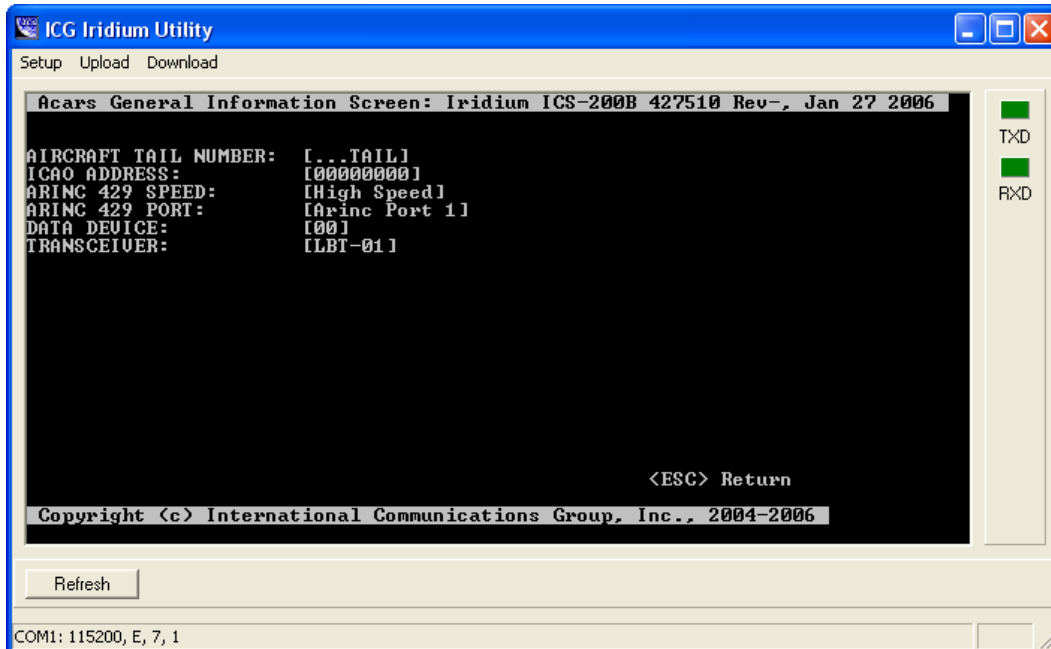 ICG Iridium Utility
Setup Upload Download
Acars General Information Screen: Iridium ICS-200B 427510 Rev-, Jan 27 2006
AIRCRAFT TAIL NUMBER: [...TAIL]
ICAO ADDRESS: [00000000]
ARINC 429 SPEED: [High Speed]
ARINC 429 PORT: [Arinc Port 1]
DATA DEVICE: [00]
TRANSCEIVER: [LBT-01]
<ESC> Return
Copyright (c) International Communications Group, Inc., 2004-2006
TXD
RXD
Refresh
COM1: 115200, E, 7, 1